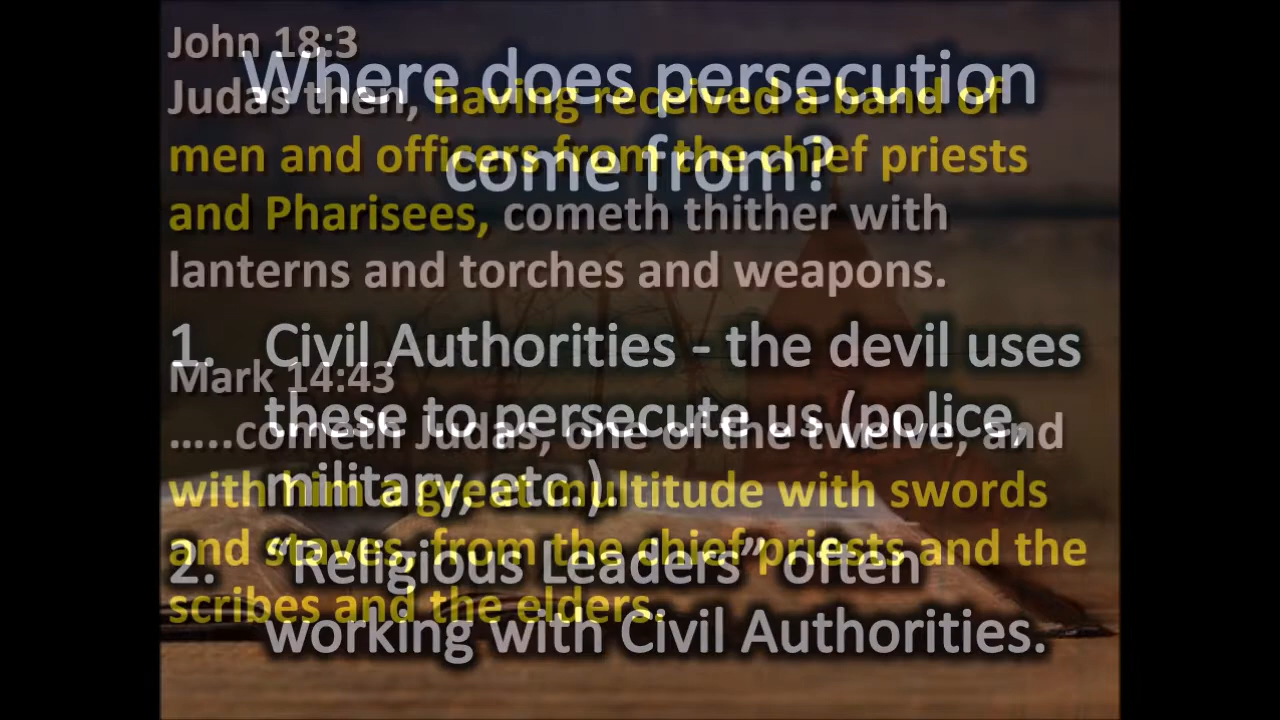 John 18:3
Judas then, having received a band of
men and officers from the chief priests
and Pharisees, cometh thither with
lanterns and torches and weapons.
Mark 14:43
…..cometh Judas, one of the twelve, and
with him a great multitude with swords
and staves, from the chief priests and the
scribes and the elders.
Where does persecution
come from?
1. Civil Authorities - the devil uses
these to persecute us (police,
military, etc.).
2. “Religious Leaders” often
working with Civil Authorities.